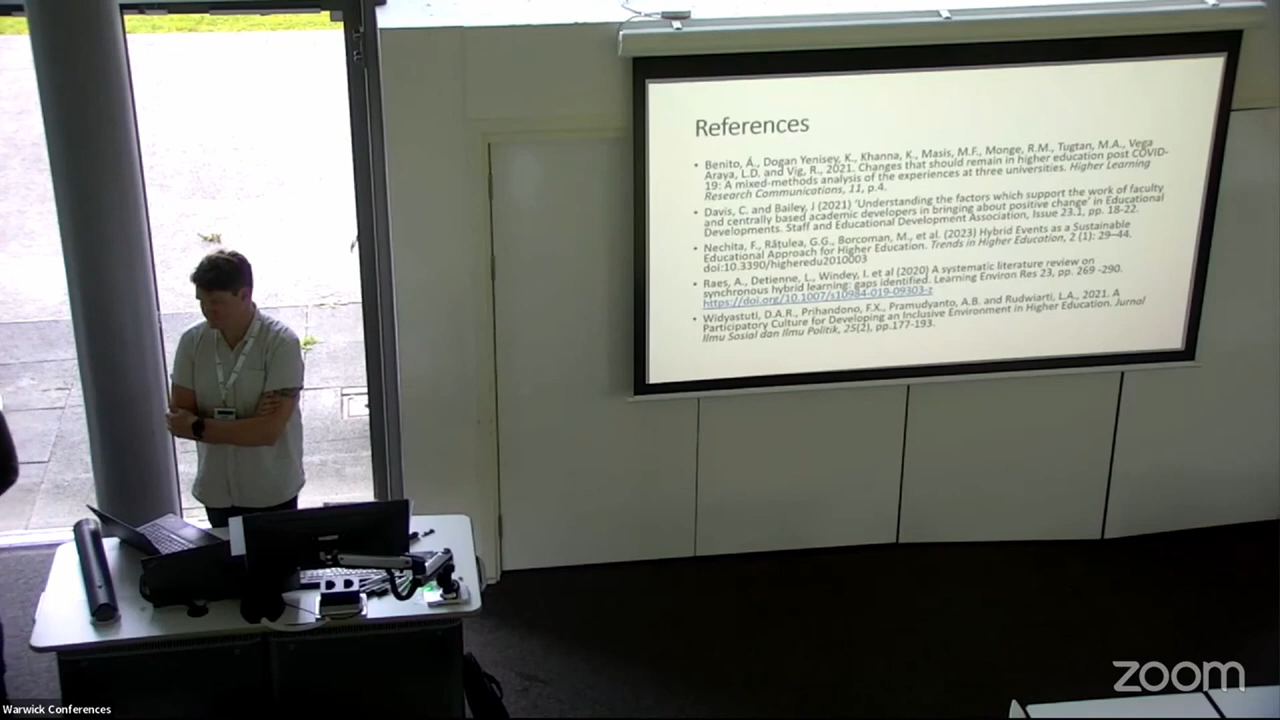 References
• Benito, Á., Dogan Yenisey, K., Khanna, K., Masis, M.F., Monge, R.M., Tugtan, M.A., Vega
Araya, L.D. and Vig, R., 2021. Changes that should remain in higher education post COVID-
19: A mixed-methods analysis of the experiences at three universities. Higher Learning
Research Communications, 11, p.4.
• Davis, C. and Bailey, J (2021) 'Understanding the factors which support the work of faculty
and centrally based academic developers in bringing about positive change' in Educational
Developments. Staff and Educational Development Association, Issue 23.1, pp. 18-22.
• Nechita, F., Rătulea, G.G., Borcoman, M., et al. (2023) Hybrid Events as a Sustainable
Educational Approach for Higher Education. Trends in Higher Education, 2 (1): 29–44.
doi:10.3390/higheredu2010003
• Raes, A., Detienne, L., Windey, I. et al (2020) A systematic literature review on
synchronous hybrid learning: gaps identified. Learning Environ Res 23, pp. 269 -290.
https://doi.org/10.1007/s10984-019-09303-z
• Widyastuti, D.A.R., Prihandono, F.X., Pramudyanto, A.B. and Rudwiarti, L.A., 2021. A
Participatory Culture for Developing an Inclusive Environment in Higher Education. Jurnal
Ilmu Sosial dan Ilmu Politik, 25(2), pp.177-193.
zoom
Warwick Conferences